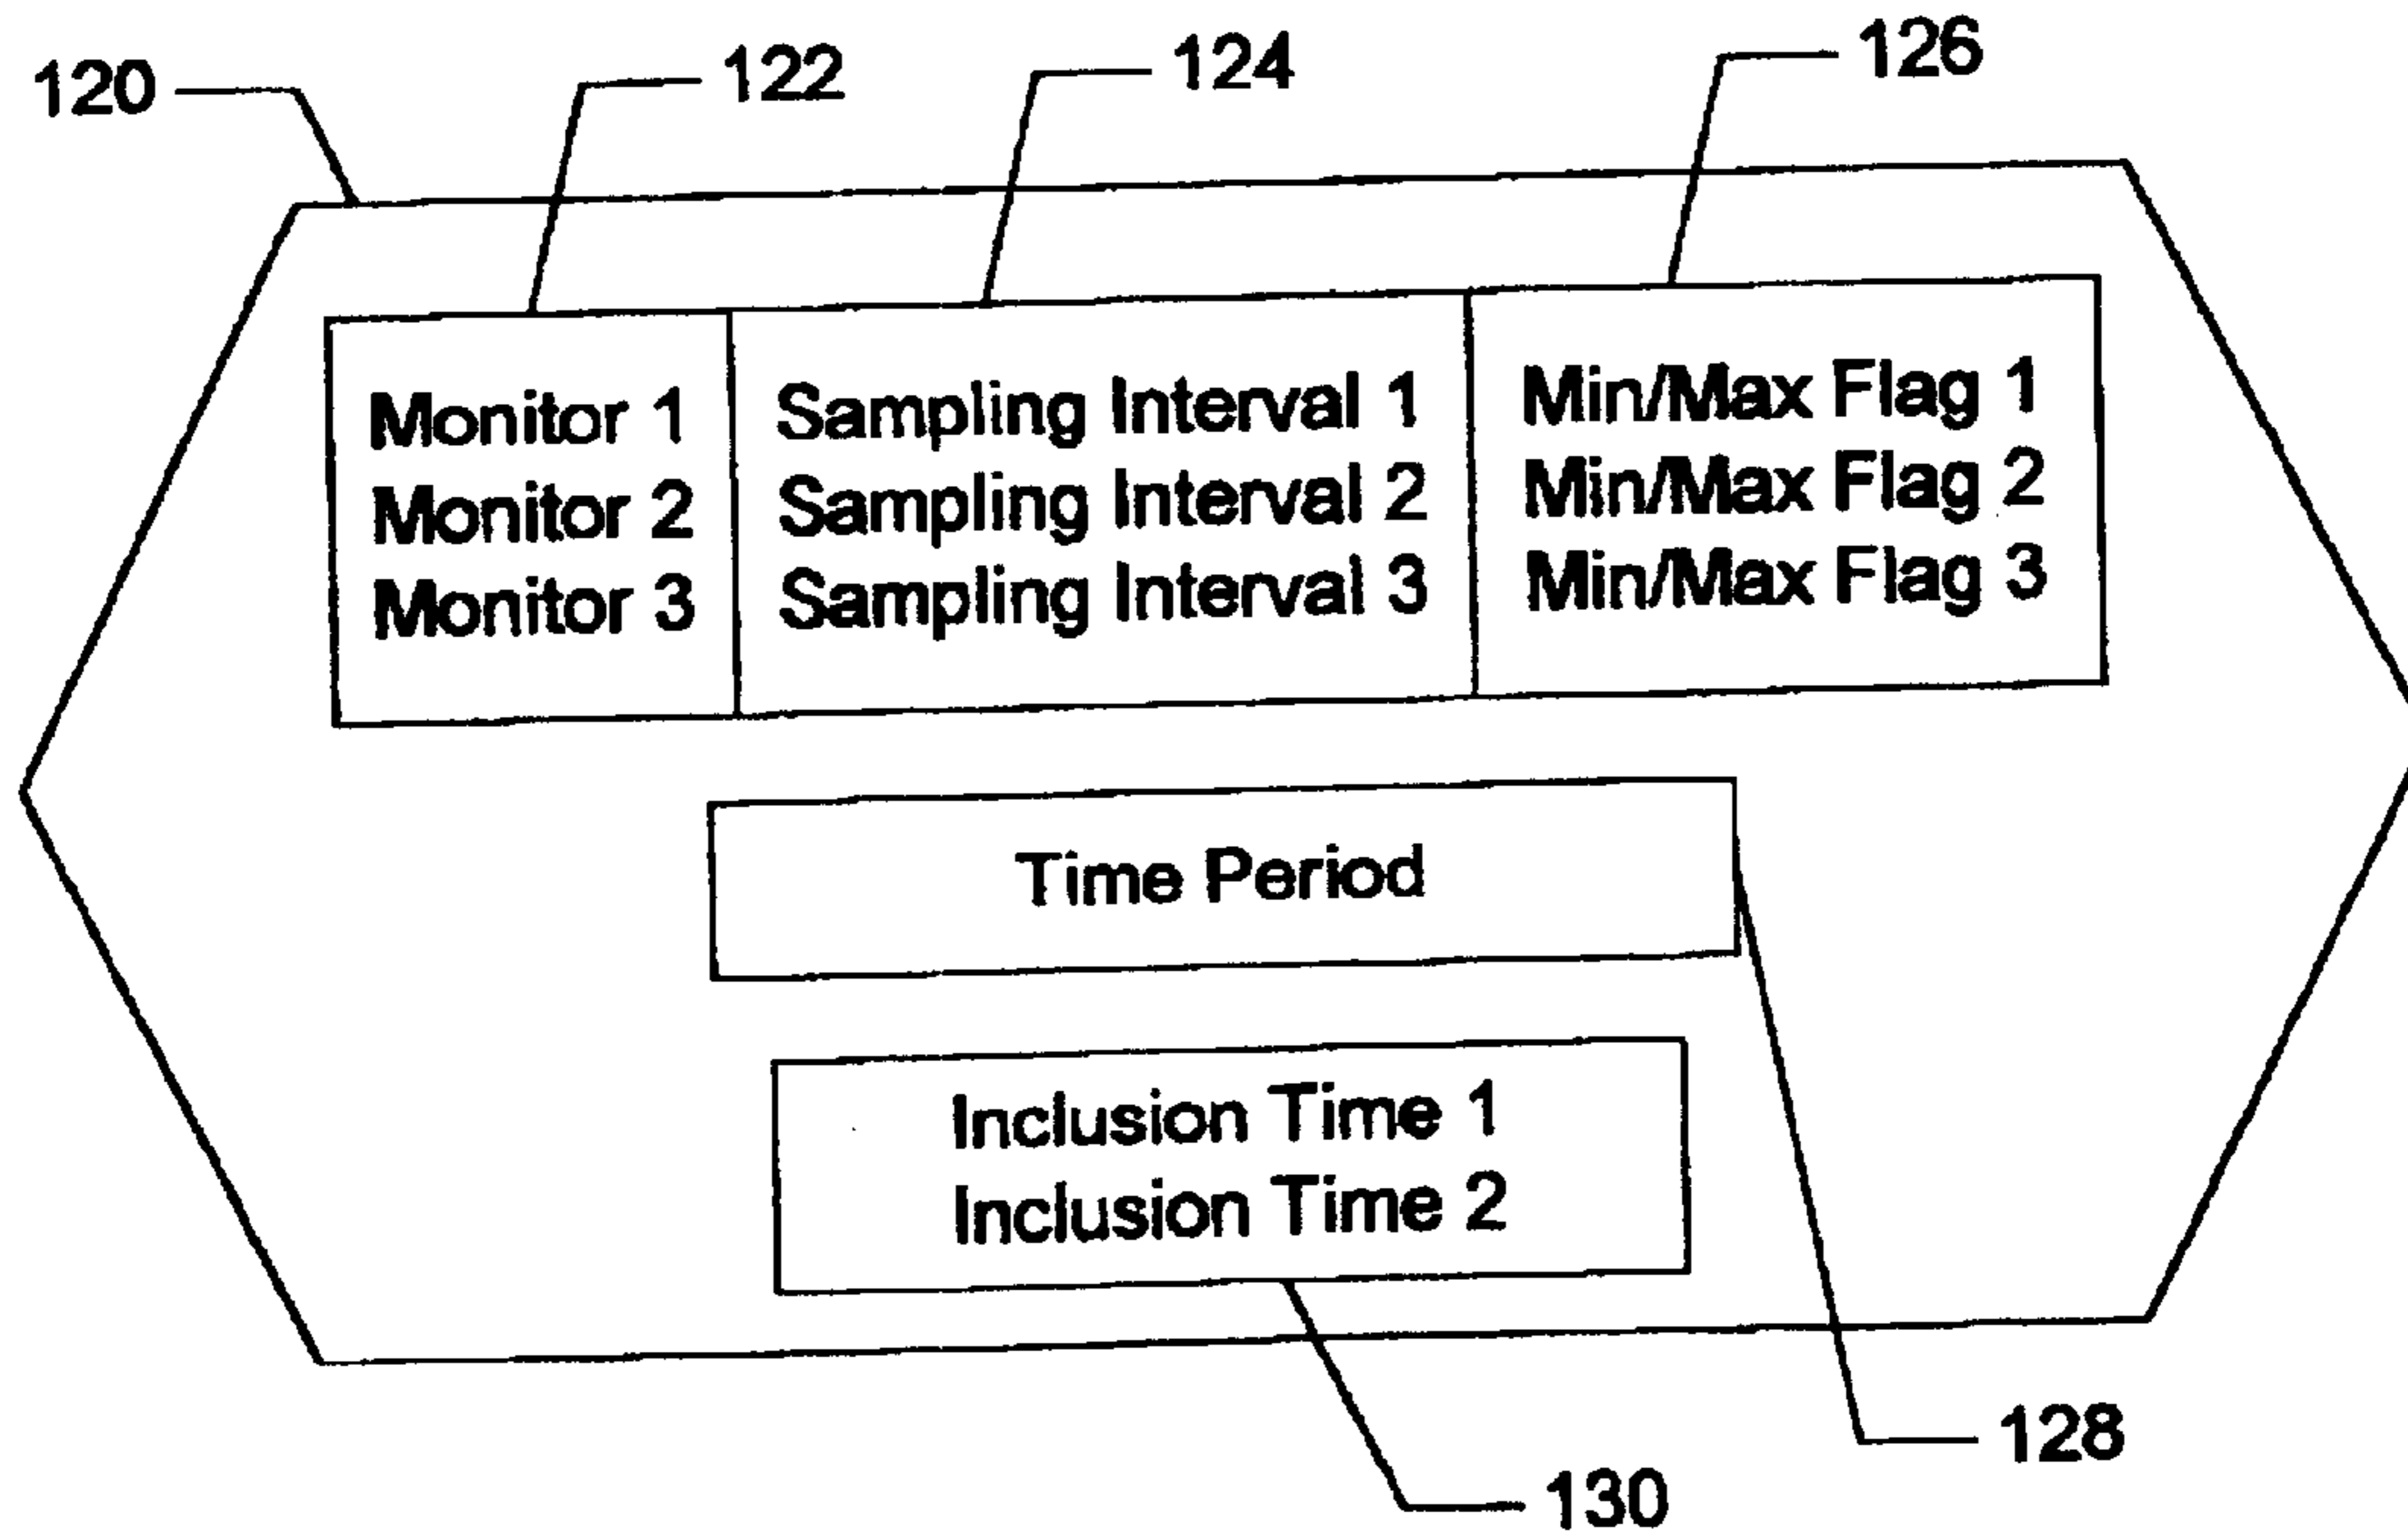 120 122 124 126
Monitor 1 Sampling Interval 1 Min/Max Flag 1
Monitor 2 Sampling Interval 2 Min/Max Flag 2
Monitor 3 Sampling Interval 3 Min/Max Flag 3
Time Period
Inclusion Time 1
Inclusion Time 2
128
130